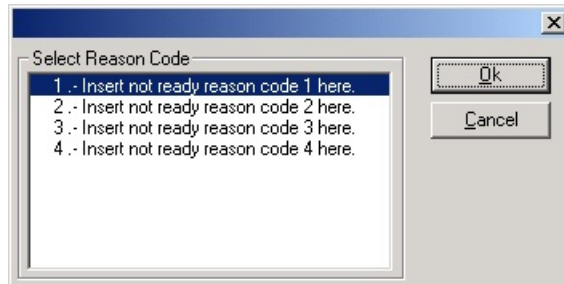 Select Reason Code
1 .- Insert not ready reason code 1 here.
2 .- Insert not ready reason code 2 here.
3 .- Insert not ready reason code 3 here.
4 .- Insert not ready reason code 4 here.
Ok
Cancel